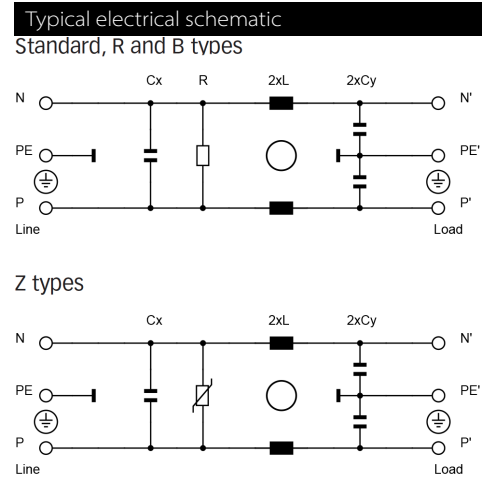 Typical electrical schematic
Standard, R and B types
Cx R 2xL 2xCy
N N'
PE PE'
P P'
Line Load
Z types
Cx 2xL 2xCy
N N'
PE PE'
P P'
Line Load